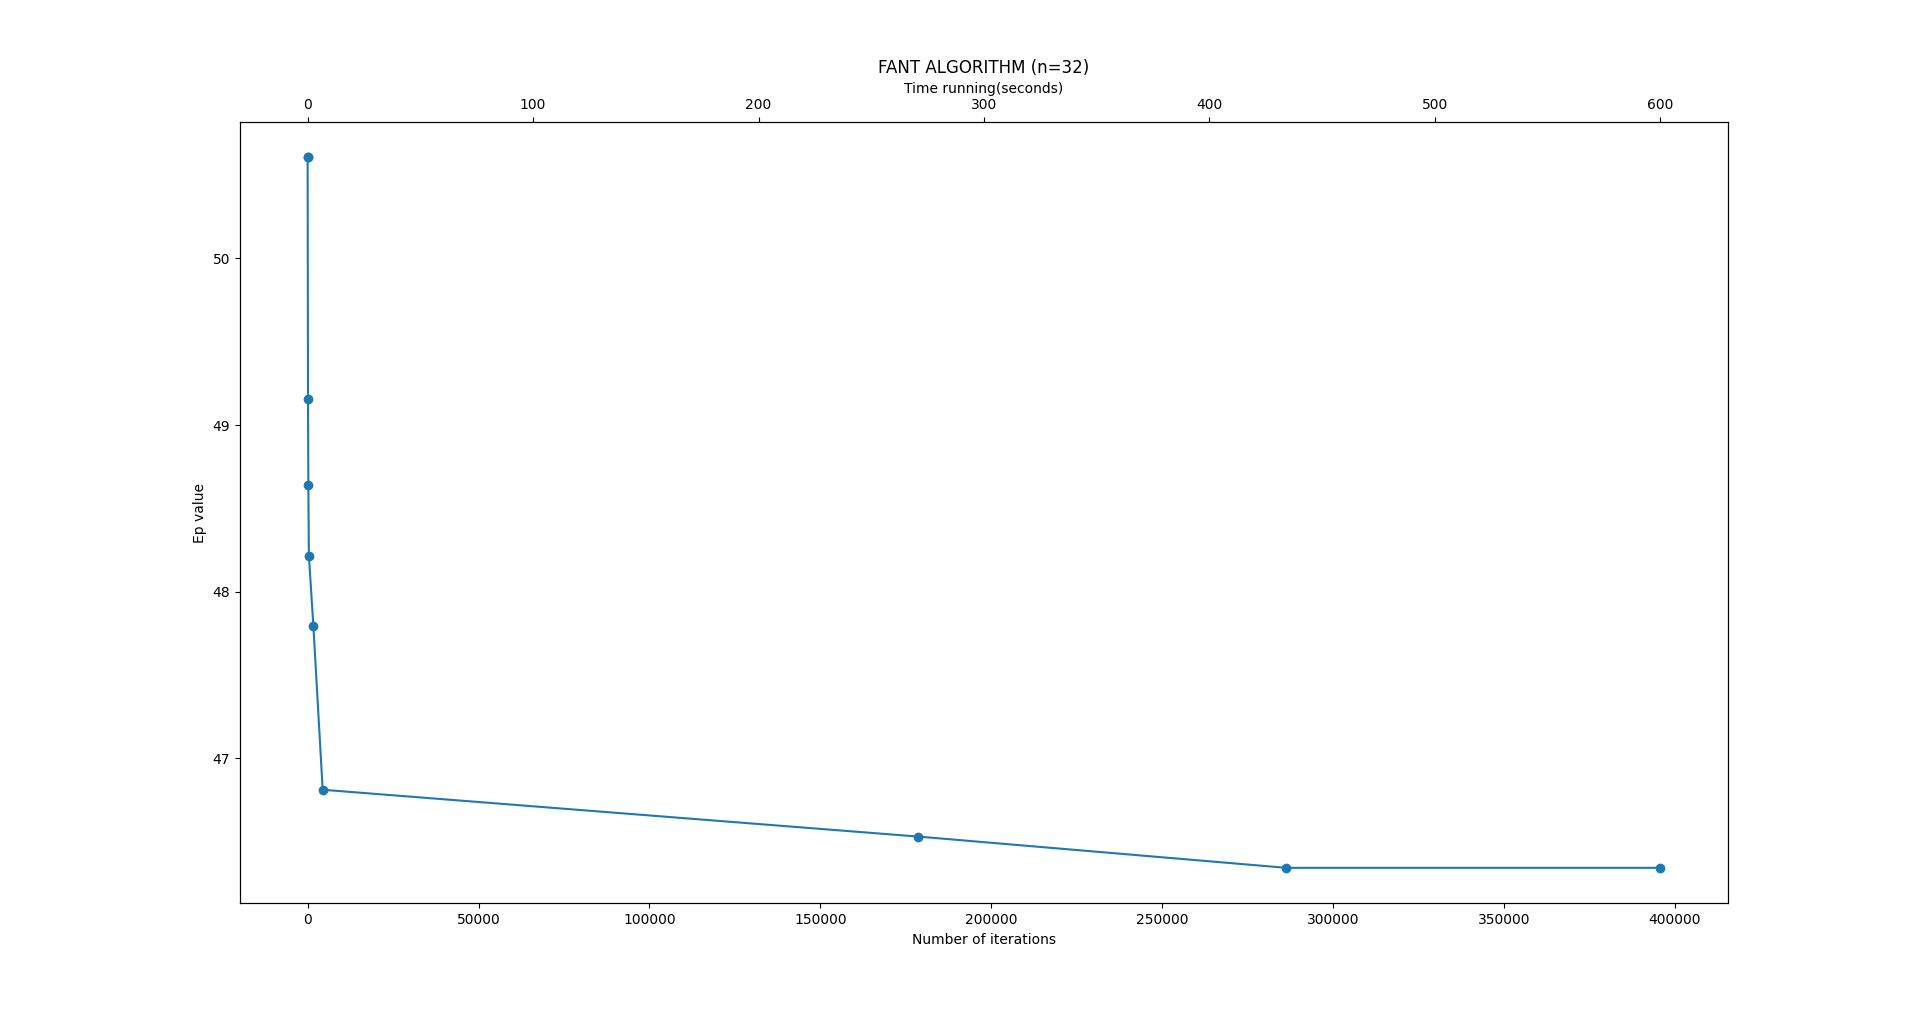 FANT ALGORITHM (n=32)
Time running(seconds)
0 100 200 300 400 500 600
50
49
48
47
Ep value
0 50000 100000 150000 200000 250000 300000 350000 400000
Number of iterations